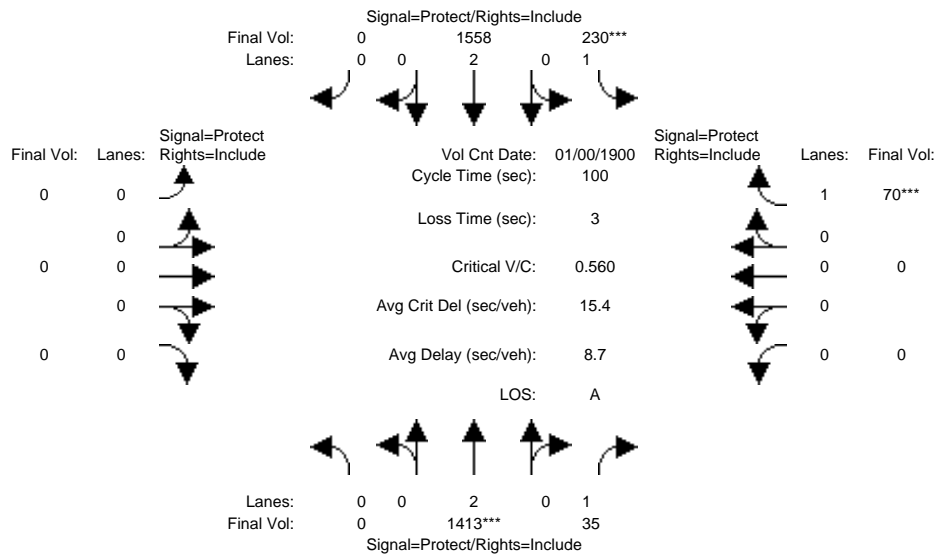 Signal=Protect/Rights=Include
Final Vol: 0 1558 230***
Lanes: 0 0 2 0 1
Signal=Protect Signal=Protect
Final Vol: Lanes: Rights=Include Vol Cnt Date: 01/00/1900 Rights=Include Lanes: Final Vol:
Cycle Time (sec): 100
0 0 1 70***
Loss Time (sec): 3
0 0
0 0 Critical V/C: 0.560 0 0
0 Avg Crit Del (sec/veh): 15.4 0
0 0 Avg Delay (sec/veh): 8.7 0 0
LOS: A
Lanes: 0 0 2 0 1
Final Vol: 0 1413*** 35
Signal=Protect/Rights=Include